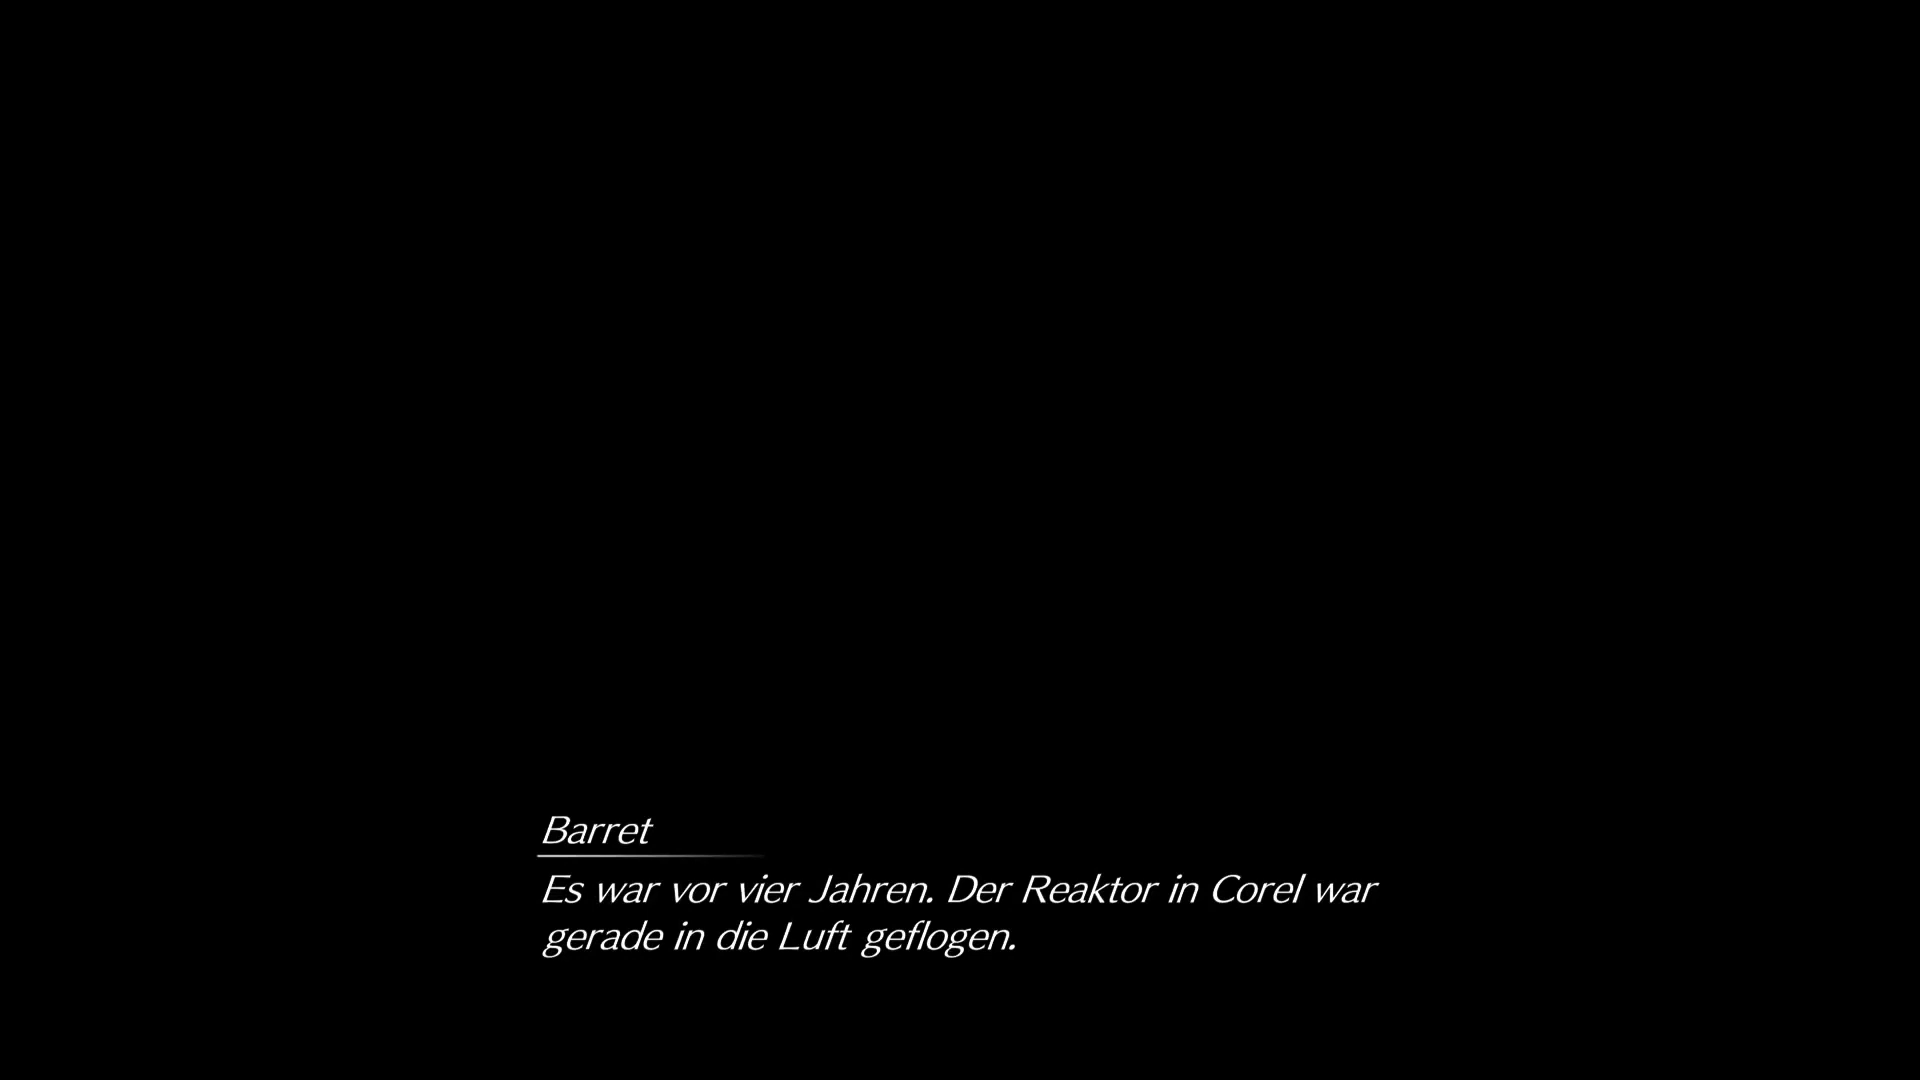 Barret
Es war vor vier Jahren. Der Reaktor in Corel war
gerade in die Luft geflogen.